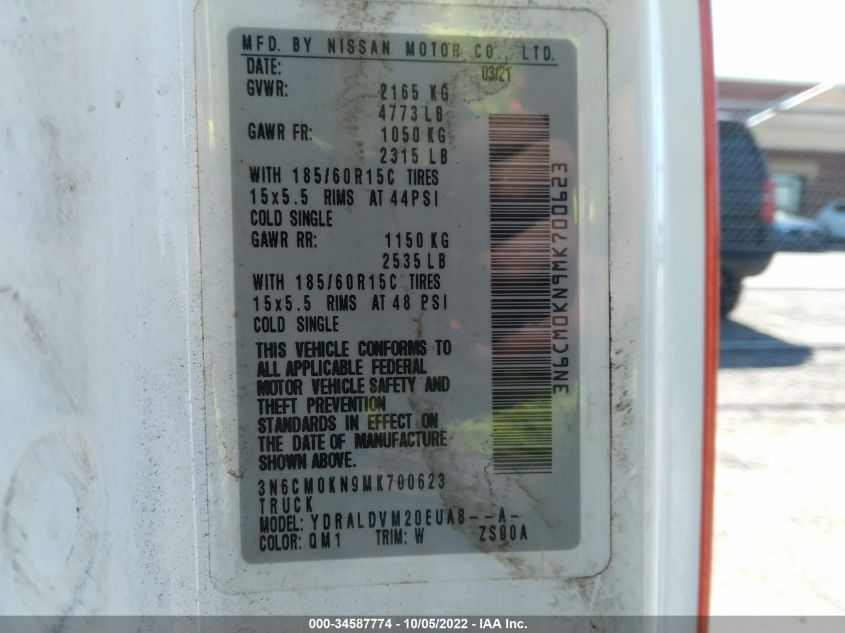 MFD. BY NISSAN MOTOR CO., LTD.
DATE: 03/21
GVWR: 2165 KG
4773 LB
GAWR FR: 1050 KG
2315 LB
WITH 185/60R15C TIRES
15x5.5 RIMS AT 44PSI
COLD SINGLE
GAWR RR: 1150 KG
2535 LB
WITH 185/60R15C TIRES
15x5.5 RIMS AT 48 PSI
COLD SINGLE
THIS VEHICLE CONFORMS TO
ALL APPLICABLE FEDERAL
MOTOR VEHICLE SAFETY AND
THEFT PREVENTION
STANDARDS IN EFFECT ON
THE DATE OF MANUFACTURE
SHOWN ABOVE.
3N6CM0KN9MK700623
TRUCK
MODEL: YDRALDVM20EUAB--A-
COLOR: QM1 TRIM: W ZS00A
3N6CM0KN9MK700623
000-34587774 - 10/05/2022 - IAA Inc.